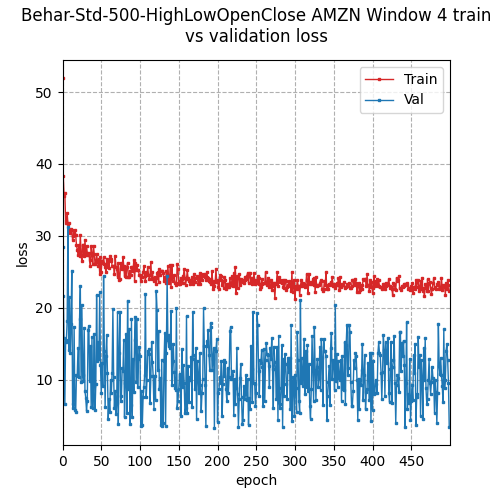 Behar-Std-500-HighLowOpenClose AMZN Window 4 train
vs validation loss
Train
Val
50
40
30
20
10
loss
0 50 100 150 200 250 300 350 400 450
epoch